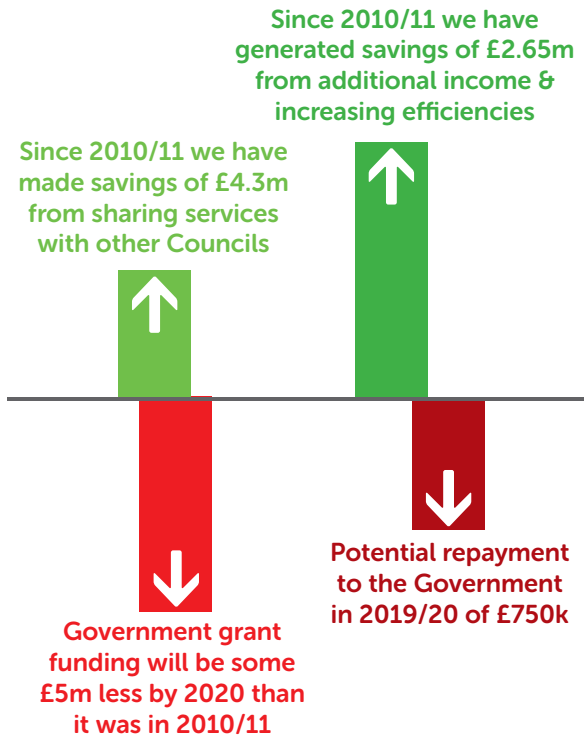 Since 2010/11 we have
generated savings of £2.65m
from additional income &
increasing efficiencies
Since 2010/11 we have
made savings of £4.3m
from sharing services
with other Councils
Potential repayment
to the Government
in 2019/20 of £750k
Government grant
funding will be some
£5m less by 2020 than
it was in 2010/11